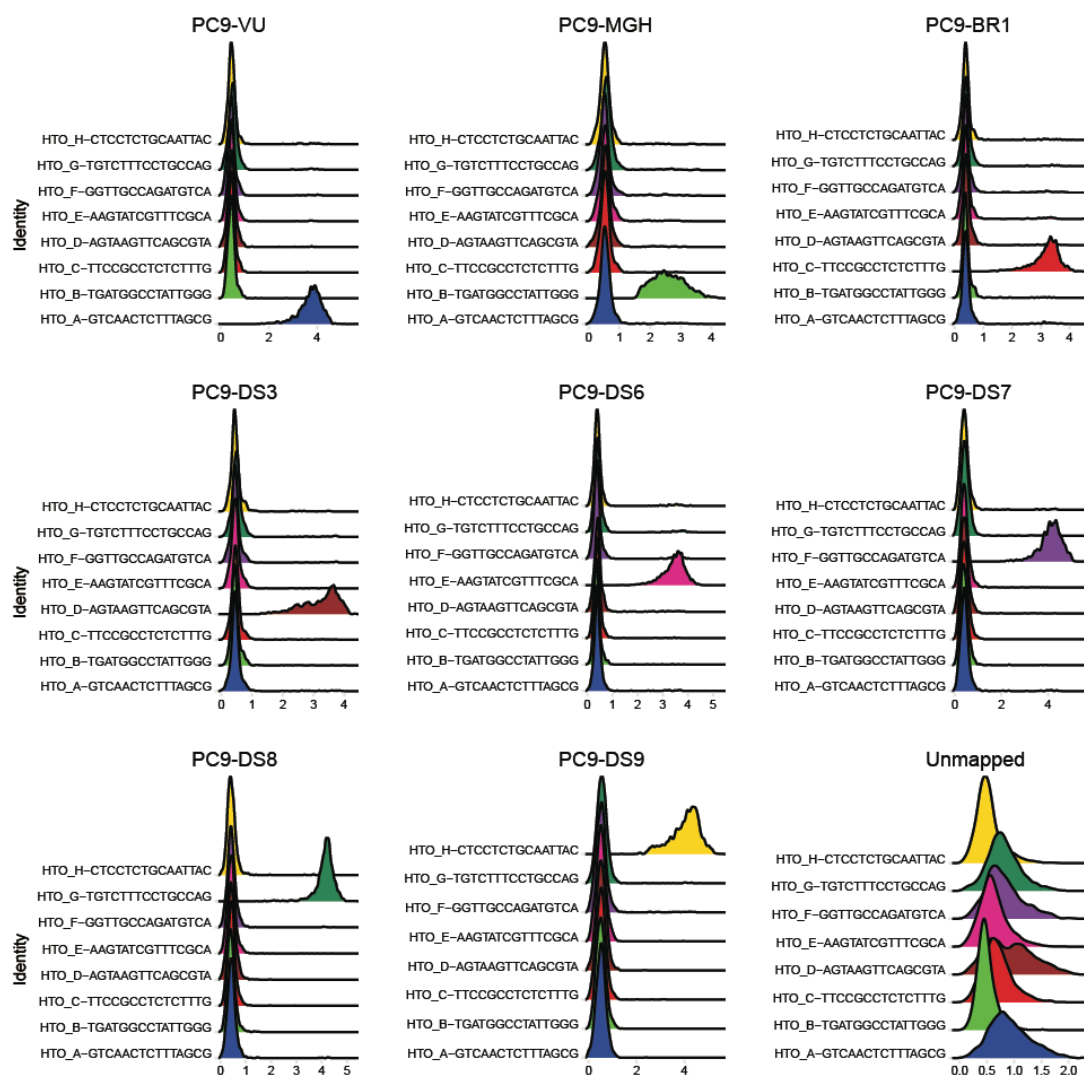 PC9-VU
PC9-MGH
PC9-BR1
Identity
HTO_H-CTCCTCTGCAATTAC
HTO_G-TGTCTTTCCTGCCAG
HTO_F-GGTTGCCAGATGTCA
HTO_E-AAGTATCGTTTCGCA
HTO_D-AGTAAGTTCAGCGTA
HTO_C-TTCCGCCTCTCTTTG
HTO_B-TGATGGCCTATTGGG
HTO_A-GTCAACTCTTTAGCG
0 2 4
HTO_H-CTCCTCTGCAATTAC
HTO_G-TGTCTTTCCTGCCAG
HTO_F-GGTTGCCAGATGTCA
HTO_E-AAGTATCGTTTCGCA
HTO_D-AGTAAGTTCAGCGTA
HTO_C-TTCCGCCTCTCTTTG
HTO_B-TGATGGCCTATTGGG
HTO_A-GTCAACTCTTTAGCG
0 1 2 3 4
HTO_H-CTCCTCTGCAATTAC
HTO_G-TGTCTTTCCTGCCAG
HTO_F-GGTTGCCAGATGTCA
HTO_E-AAGTATCGTTTCGCA
HTO_D-AGTAAGTTCAGCGTA
HTO_C-TTCCGCCTCTCTTTG
HTO_B-TGATGGCCTATTGGG
HTO_A-GTCAACTCTTTAGCG
0 1 2 3 4
PC9-DS3
PC9-DS6
PC9-DS7
Identity
HTO_H-CTCCTCTGCAATTAC
HTO_G-TGTCTTTCCTGCCAG
HTO_F-GGTTGCCAGATGTCA
HTO_E-AAGTATCGTTTCGCA
HTO_D-AGTAAGTTCAGCGTA
HTO_C-TTCCGCCTCTCTTTG
HTO_B-TGATGGCCTATTGGG
HTO_A-GTCAACTCTTTAGCG
0 1 2 3 4
HTO_H-CTCCTCTGCAATTAC
HTO_G-TGTCTTTCCTGCCAG
HTO_F-GGTTGCCAGATGTCA
HTO_E-AAGTATCGTTTCGCA
HTO_D-AGTAAGTTCAGCGTA
HTO_C-TTCCGCCTCTCTTTG
HTO_B-TGATGGCCTATTGGG
HTO_A-GTCAACTCTTTAGCG
0 1 2 3 4 5
HTO_H-CTCCTCTGCAATTAC
HTO_G-TGTCTTTCCTGCCAG
HTO_F-GGTTGCCAGATGTCA
HTO_E-AAGTATCGTTTCGCA
HTO_D-AGTAAGTTCAGCGTA
HTO_C-TTCCGCCTCTCTTTG
HTO_B-TGATGGCCTATTGGG
HTO_A-GTCAACTCTTTAGCG
0 2 4
PC9-DS8
PC9-DS9
Unmapped
Identity
HTO_H-CTCCTCTGCAATTAC
HTO_G-TGTCTTTCCTGCCAG
HTO_F-GGTTGCCAGATGTCA
HTO_E-AAGTATCGTTTCGCA
HTO_D-AGTAAGTTCAGCGTA
HTO_C-TTCCGCCTCTCTTTG
HTO_B-TGATGGCCTATTGGG
HTO_A-GTCAACTCTTTAGCG
0 1 2 3 4 5
HTO_H-CTCCTCTGCAATTAC
HTO_G-TGTCTTTCCTGCCAG
HTO_F-GGTTGCCAGATGTCA
HTO_E-AAGTATCGTTTCGCA
HTO_D-AGTAAGTTCAGCGTA
HTO_C-TTCCGCCTCTCTTTG
HTO_B-TGATGGCCTATTGGG
HTO_A-GTCAACTCTTTAGCG
0 2 4
HTO_H-CTCCTCTGCAATTAC
HTO_G-TGTCTTTCCTGCCAG
HTO_F-GGTTGCCAGATGTCA
HTO_E-AAGTATCGTTTCGCA
HTO_D-AGTAAGTTCAGCGTA
HTO_C-TTCCGCCTCTCTTTG
HTO_B-TGATGGCCTATTGGG
HTO_A-GTCAACTCTTTAGCG
0.0 0.5 1.0 1.5 2.0